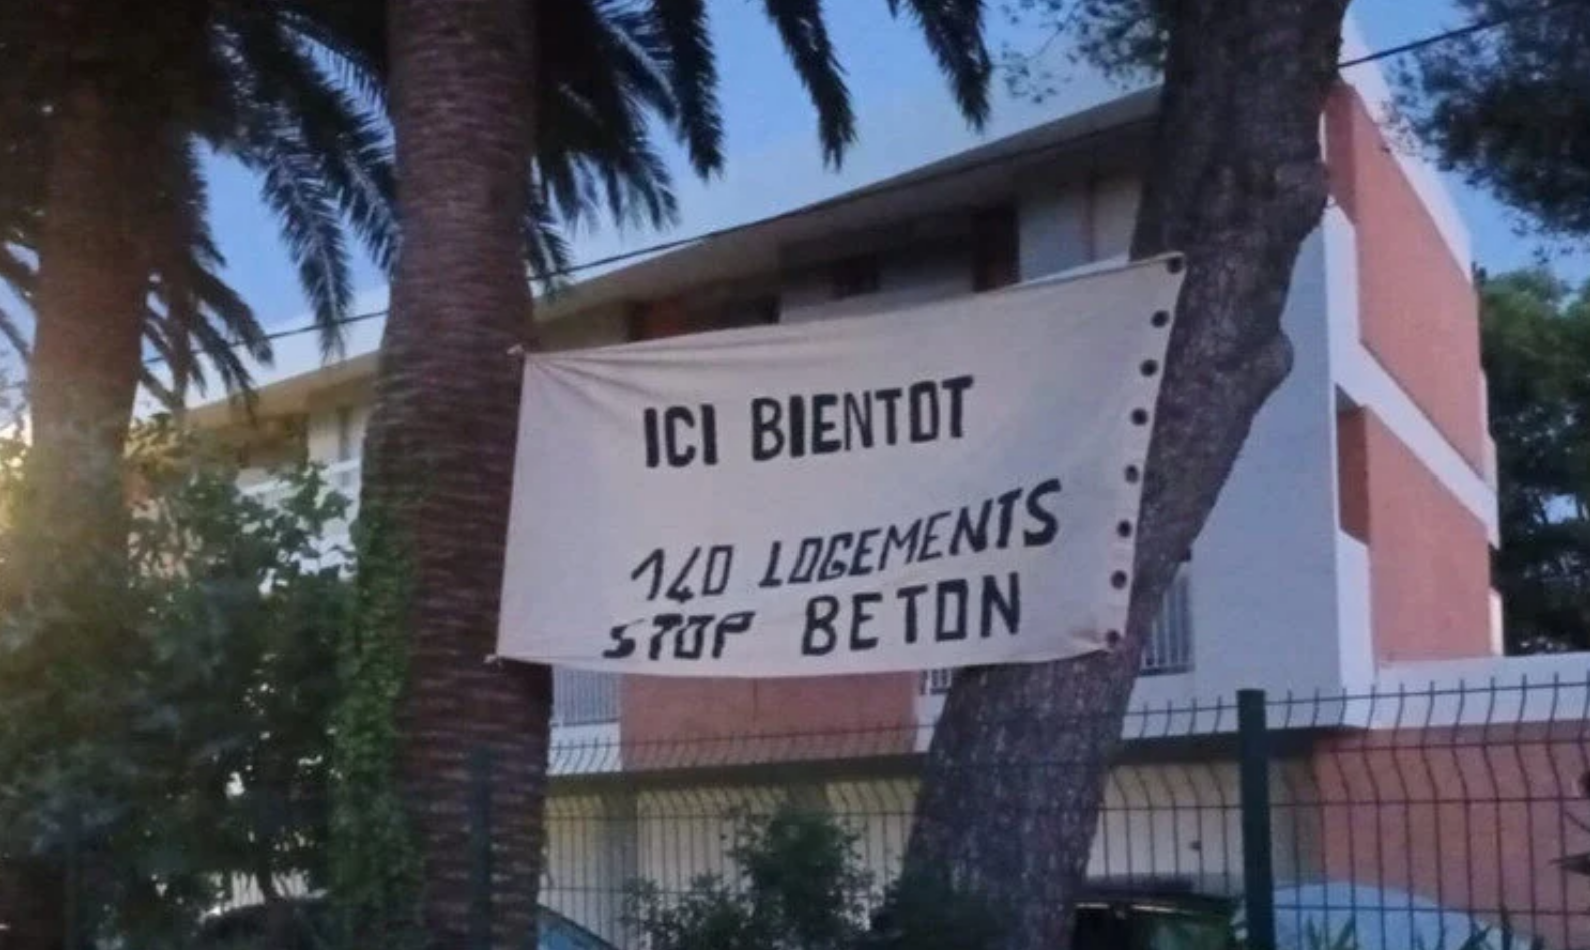 ICI BIENTOT
140 LOGEMENTS
STOP BETON